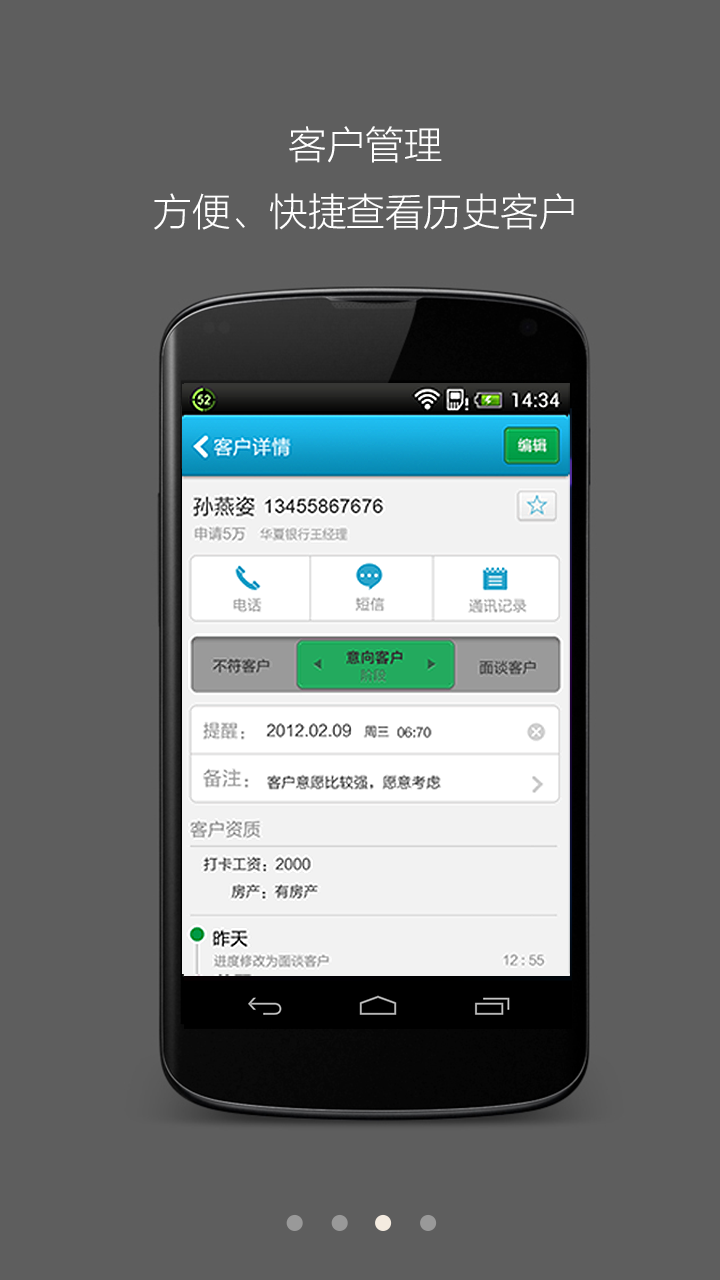 客户管理
方便、快捷查看历史客户
52 14:34
客户详情 编辑
孙燕姿 13455867676
申请5万 华夏银行王经理
电话 短信 通讯记录
不符客户 意向客户 面谈客户
阶段
提醒： 2012.02.09 周三 06:70
备注： 客户意愿比较强，愿意考虑
客户资质
打卡工资：2000
房产：有房产
昨天
进度修改为面谈客户 12:55